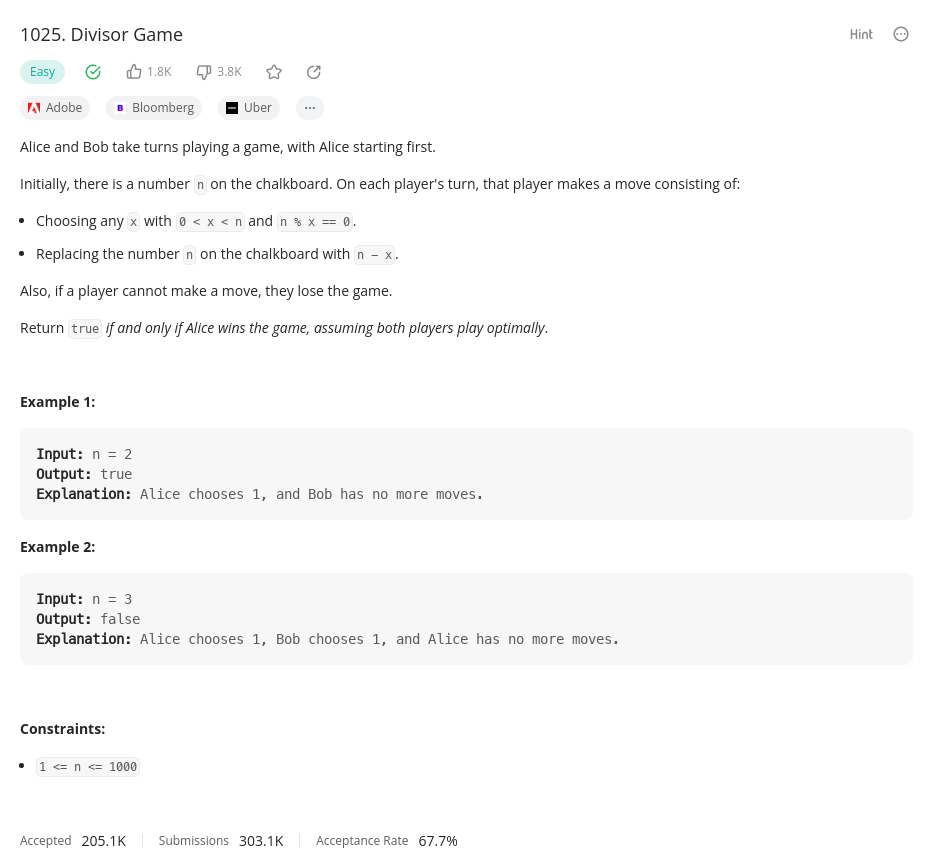 1025. Divisor Game
Hint
Easy
1.8K
3.8K
Adobe
B Bloomberg
Uber
...
Alice and Bob take turns playing a game, with Alice starting first.
Initially, there is a number n on the chalkboard. On each player's turn, that player makes a move consisting of:
• Choosing any x with 0 < x < n and n % x == 0.
• Replacing the number n on the chalkboard with n - x.
Also, if a player cannot make a move, they lose the game.
Return true if and only if Alice wins the game, assuming both players play optimally.
Example 1:
Input: n = 2
Output: true
Explanation: Alice chooses 1, and Bob has no more moves.
Example 2:
Input: n = 3
Output: false
Explanation: Alice chooses 1, Bob chooses 1, and Alice has no more moves.
Constraints:
• 1 <= n <= 1000
Accepted 205.1K Submissions 303.1K Acceptance Rate 67.7%